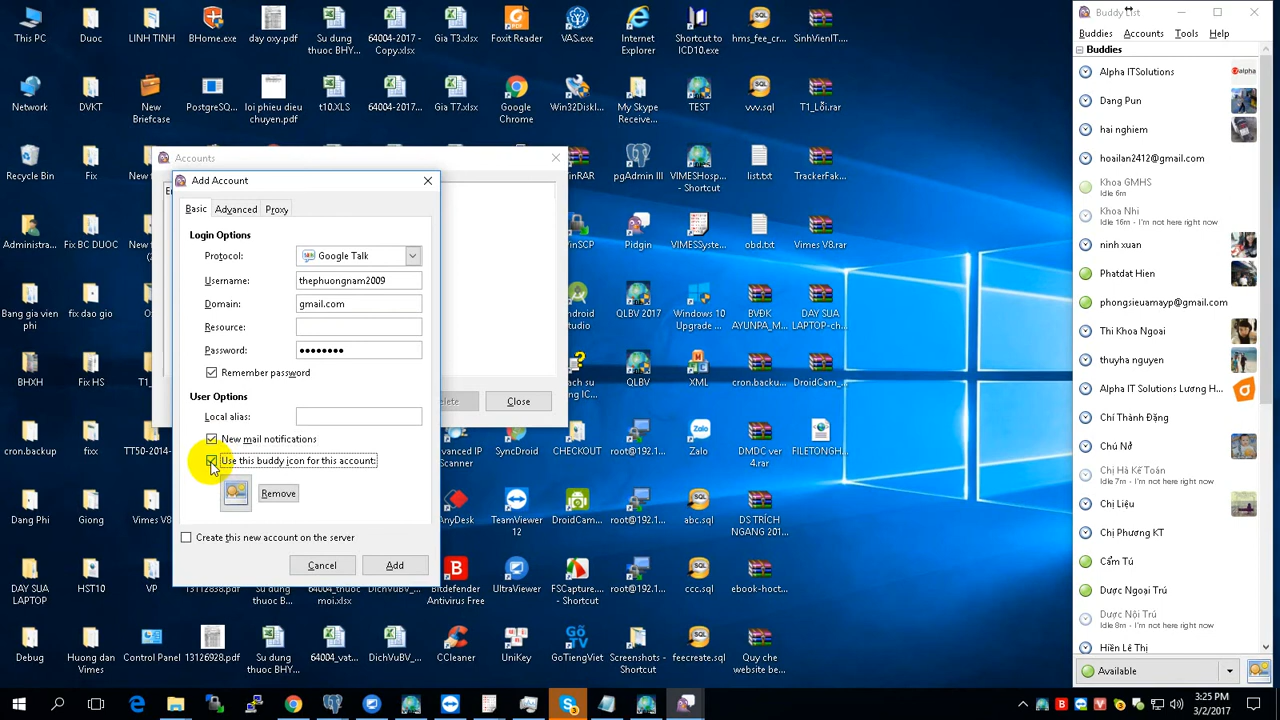 This PC
Duoc
LINH TINH
BHome.exe
day oxy.pdf
Su dung
thuoc BHY...
64004-2017 -
Copy.xlsx
Gia T3.xlsx
Foxit Reader
VAS.exe
Internet
Explorer
Shortcut to
ICD10.exe
hms_fee_cr...
SinhVienIT....
Network
DVKT
New
Briefcase
PostgreSQ...
loi phieu dieu
chuyen.pdf
t10.XLS
64004-2017...
Gia T7.xlsx
Google
Chrome
Win32DiskI...
My Skype
Receive...
TEST
vvv.sql
T1_Lỗi.rar
Recycle Bin
Fix
pgAdmin III
VIMESHosp...
- Shortcut
list.txt
TrackerFak...
Administra...
Fix BC DUOC
Pidgin
VIMESSyste...
obd.txt
Vimes V8.rar
Bang gia vien
phi
fix dao gio
QLBV 2017
Windows 10
Upgrade ...
BVĐK
AYUNPA_M...
DAY SUA
LAPTOP-ch...
BHXH
Fix HS
QLBV
XML
cron.backu...
DroidCam_...
cron.backup
fixx
TT50-2014-...
Zalo
CHECKOUT
root@192.1...
Zalo
DMDC ver
4.rar
FILETONGH...
Dang Phi
Giong
Vimes V8
AnyDesk
TeamViewer
12
DroidCam...
root@192.1...
abc.sql
DS TRÍCH
NGANG 201...
DAY SUA
LAPTOP
HST10
VP
13112838.pdf
Su dung
thuoc B...
64004_thuoc
moi.xlsx
DichVuBV_...
Bitdefender
Antivirus Free
UltraViewer
FSCapture...
- Shortcut
root@192.1...
ccc.sql
ebook-hoct...
Debug
Huong dan
Vimes
Control Panel
13126928.pdf
Su dung
thuoc B...
64004_vat...
DichVuBV_...
CCleaner
UniKey
GõTV
GoTiengViet
Screenshots -
Shortcut
feecreate.sql
Quy che
website be...
Accounts
Add Account
Basic
Advanced
Proxy
Login Options
Protocol:
Google Talk
Username:
thephuongnam2009
Domain:
gmail.com
Resource:
Password:
Remember password
User Options
Local alias:
New mail notifications
Use this buddy icon for this account:
Remove
Create this new account on the server
Cancel
Add
Close
Buddy List
Buddies
Accounts
Tools
Help
Buddies
Alpha ITSolutions
Dang Pun
hai nghiem
hoailan2412@gmail.com
Khoa GMHS
Idle 6m
Khoa Nhi
Idle 16m - I'm not here right now
ninh xuan
Phatdat Hien
phongsieuamayp@gmail.com
Thi Khoa Ngoai
thuyha nguyen
Alpha IT Solutions Lương H...
Chí Thành Đặng
Chú Nở
Chị Hà Kế Toán
Idle 7m - I'm not here right now
Chị Liệu
Chị Phương KT
Cẩm Tú
Dược Ngoại Trú
Dược Nội Trú
Idle 8m - I'm not here right now
Hiền Lê Thị
Available
3:25 PM
3/2/2017